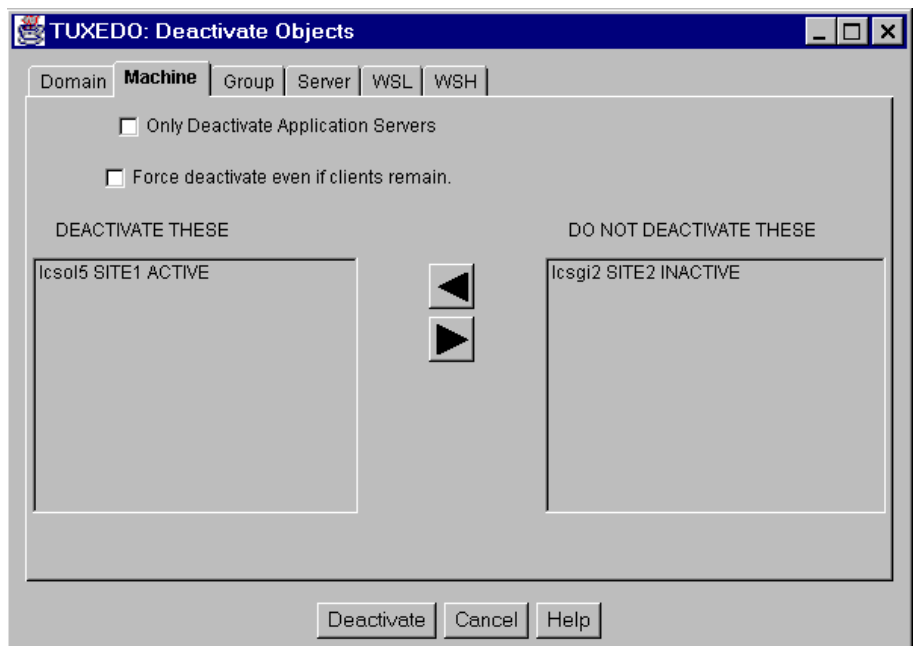 TUXEDO: Deactivate Objects
Domain Machine Group Server WSL WSH
Only Deactivate Application Servers
Force deactivate even if clients remain.
DEACTIVATE THESE DO NOT DEACTIVATE THESE
lcsol5 SITE1 ACTIVE lcsgi2 SITE2 INACTIVE
Deactivate Cancel Help